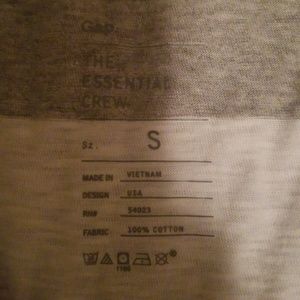 Gap
THE
ESSENTIAL
CREW
Sz. S
MADE IN VIETNAM
DESIGN USA
RN# 54023
FABRIC 100% COTTON